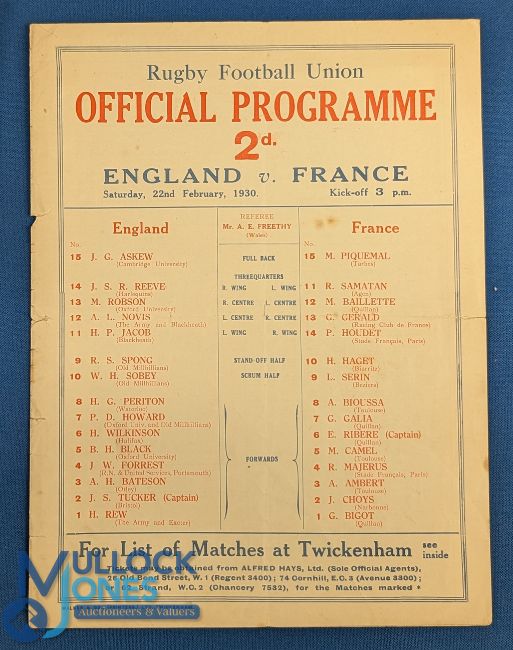 Rugby Football Union
OFFICIAL PROGRAMME
2d.
ENGLAND v. FRANCE
Saturday, 22nd February, 1930. Kick-off 3 p.m.
England
REFEREE
Mr. A. E. FREETHY
(Wales)
France
No.
15 J. G. ASKEW
(Cambridge University)
14 J. S. R. REEVE
(Harlequins)
13 M. ROBSON
(Oxford University)
12 A. L. NOVIS
(The Army and Blackheath)
11 H. P. JACOB
(Blackheath)
9 R. S. SPONG
(Old Millhillians)
10 W. H. SOBEY
(Old Millhillians)
8 H. G. PERITON
(Waterloo)
7 P. D. HOWARD
(Oxford Univ. and Old Millhillians)
6 H. WILKINSON
(Halifax)
5 B. H. BLACK
(Oxford University)
4 J. W. FORREST
(R.N. & United Services, Portsmouth)
3 A. H. BATESON
(Otley)
2 J. S. TUCKER (Captain)
(Bristol)
1 H. REW
(The Army and Exeter)
FULL BACK
THREEQUARTERS
R. WING L. WING
R. CENTRE L. CENTRE
L. CENTRE R. CENTRE
L. WING R. WING
STAND-OFF HALF
SCRUM HALF
FORWARDS
No.
15 M. PIQUEMAL
(Tarbes)
11 R. SAMATAN
(Agen)
12 M. BAILLETTE
(Quillan)
13 G. GERALD
(Racing Club de France)
14 P. HOUDET
(Stade Français, Paris)
10 H. HAGET
(Biarritz)
9 L. SERIN
(Beziers)
8 A. BIOUSSA
(Toulouse)
7 G. GALIA
(Quillan)
6 E. RIBERE (Captain)
(Quillan)
5 M. CAMEL
(Toulouse)
4 R. MAJERUS
(Stade Français, Paris)
3 A. AMBERT
(Toulouse)
2 J. CHOYS
(Narbonne)
1 G. BIGOT
(Quillan)
For List of Matches at Twickenham see inside
Tickets may be obtained from ALFRED HAYS, Ltd. (Sole Official Agents),
26 Old Bond Street, W.1 (Regent 3400); 74 Cornhill, E.C.3 (Avenue 3300);
or 62 Strand, W.C.2 (Chancery 7532), for the Matches marked *
MULLOCK
JONES
Auctioneers & Valuers